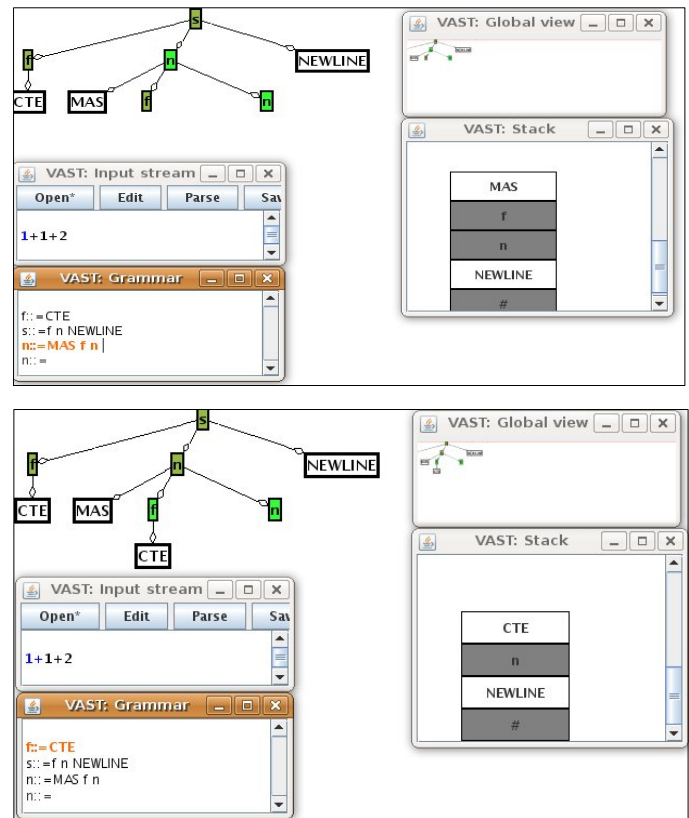 s
f n NEWLINE
CTE MAS f n
VAST: Global view
VAST: Stack
MAS
f
n
NEWLINE
#
VAST: Input stream
Open* Edit Parse Sav
1+1+2
VAST: Grammar
f::=CTE
s::=f n NEWLINE
n::=MAS f n
n::=
s
f n NEWLINE
CTE MAS f n
CTE
VAST: Global view
VAST: Stack
CTE
n
NEWLINE
#
VAST: Input stream
Open* Edit Parse Sav
1+1+2
VAST: Grammar
f::=CTE
s::=f n NEWLINE
n::=MAS f n
n::=